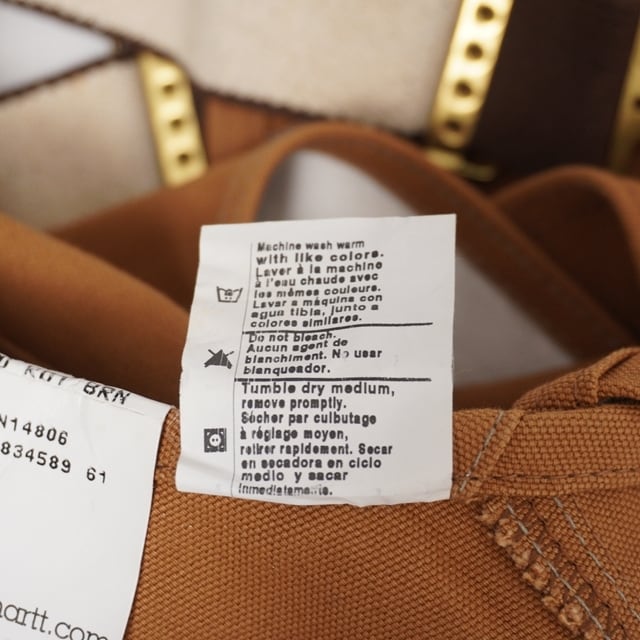 Machine wash warm
with like colors.
Laver à la machine
à l'eau chaude avec
les mêmes couleurs.
Lavar a máquina con
agua tibia, junto a
colores similares.
Do not bleach.
Aucun agent de
blanchiment. No usar
blanqueador.
Tumble dry medium,
remove promptly.
Sécher par culbutage
à réglage moyen,
retirer rapidement. Secar
en secadora en ciclo
medio y sacar
inmediatamente.
BRN
N14806
834589 61
artt.com